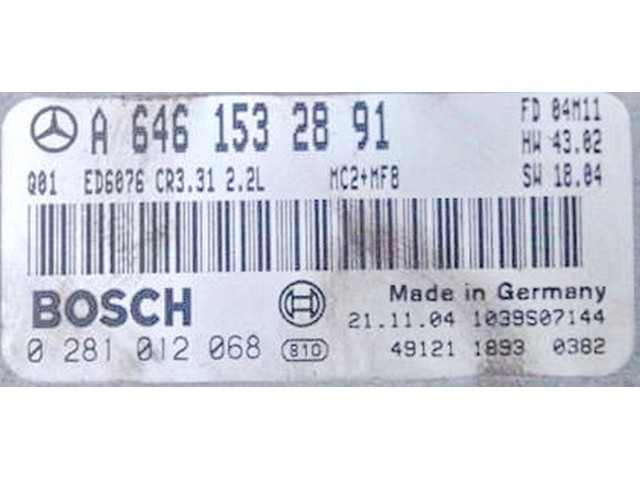 A 646 153 28 91
FD 04M11
HW 43.02
SW 18.04
Q01 ED6076 CR3.31 2.2L MC2+MF8
BOSCH
Made in Germany
21.11.04 1039S07144
0 281 012 068 810
49121 1893 0382